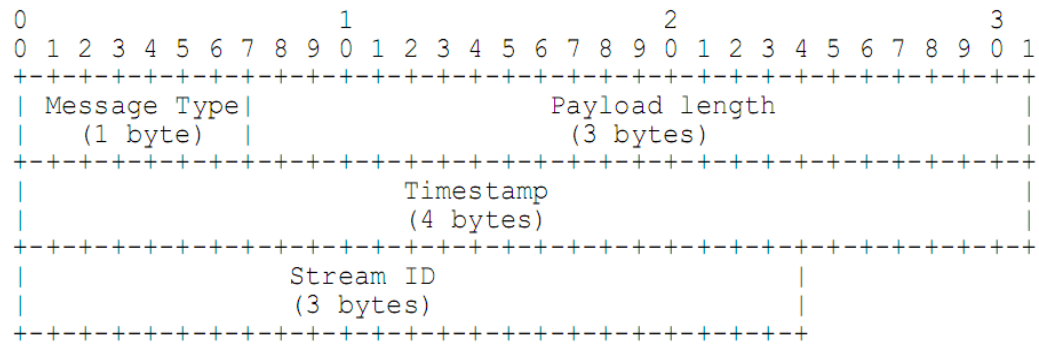 0                   1                   2                   3
0 1 2 3 4 5 6 7 8 9 0 1 2 3 4 5 6 7 8 9 0 1 2 3 4 5 6 7 8 9 0 1
+-+-+-+-+-+-+-+-+-+-+-+-+-+-+-+-+-+-+-+-+-+-+-+-+-+-+-+-+-+-+-+
| Message Type|                   Payload length               |
|   (1 byte)  |                    (3 bytes)                   |
+-+-+-+-+-+-+-+-+-+-+-+-+-+-+-+-+-+-+-+-+-+-+-+-+-+-+-+-+-+-+-+
|                       Timestamp                              |
|                       (4 bytes)                              |
+-+-+-+-+-+-+-+-+-+-+-+-+-+-+-+-+-+-+-+-+-+-+-+-+-+-+-+-+-+-+-+
|                Stream ID                       |
|                (3 bytes)                       |
+-+-+-+-+-+-+-+-+-+-+-+-+-+-+-+-+-+-+-+-+-+-+-+-+